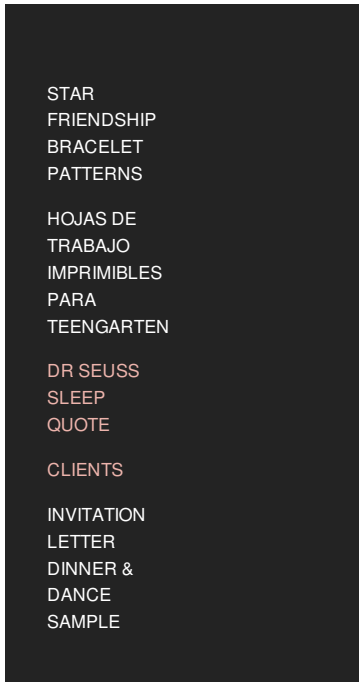 STAR
FRIENDSHIP
BRACELET
PATTERNS
HOJAS DE
TRABAJO
IMPRIMIBLES
PARA
TEENGARTEN
DR SEUSS
SLEEP
QUOTE
CLIENTS
INVITATION
LETTER
DINNER &
DANCE
SAMPLE